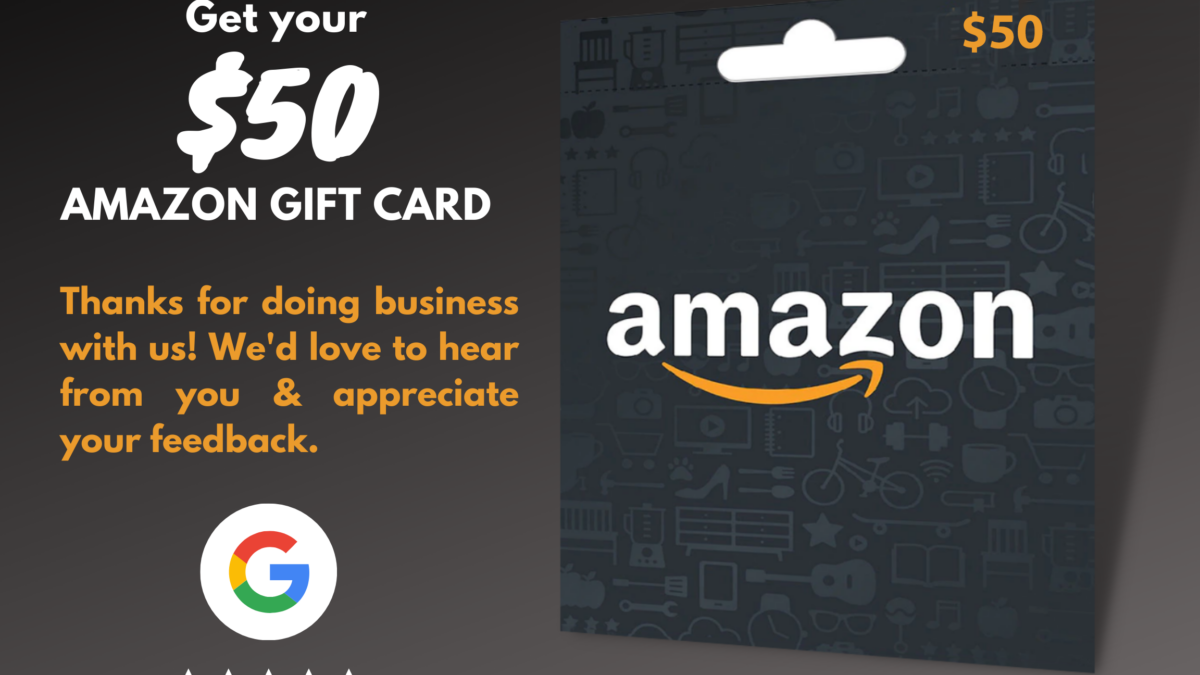 Get your
$50
AMAZON GIFT CARD
Thanks for doing business
with us! We'd love to hear
from you & appreciate
your feedback.
G
$50
amazon